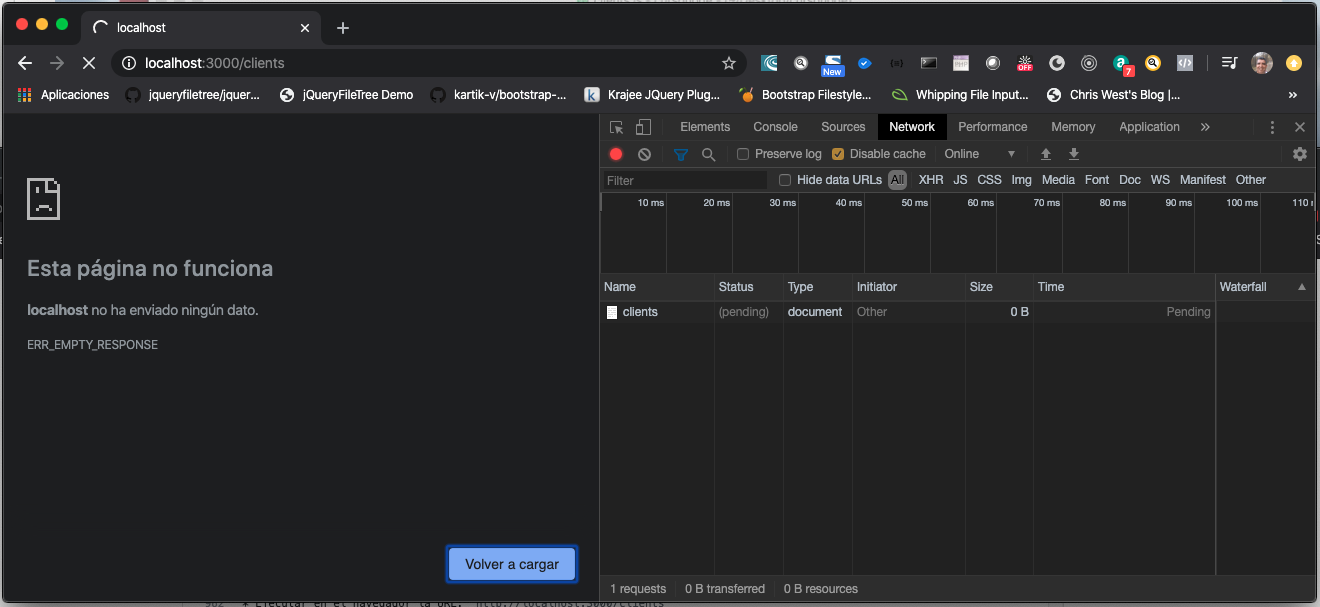 localhost
localhost:3000/clients
New
OFF
7
Aplicaciones
jqueryfiletree/jquer...
jQueryFileTree Demo
kartik-v/bootstrap-...
Krajee JQuery Plug...
Bootstrap Filestyle...
Whipping File Input...
Chris West's Blog |...
»
Esta página no funciona
localhost no ha enviado ningún dato.
ERR_EMPTY_RESPONSE
Volver a cargar
Elements Console Sources Network Performance Memory Application »
Preserve log Disable cache Online
Filter Hide data URLs All XHR JS CSS Img Media Font Doc WS Manifest Other
10 ms 20 ms 30 ms 40 ms 50 ms 60 ms 70 ms 80 ms 90 ms 100 ms 110
Name Status Type Initiator Size Time Waterfall
clients (pending) document Other 0 B Pending
1 requests 0 B transferred 0 B resources